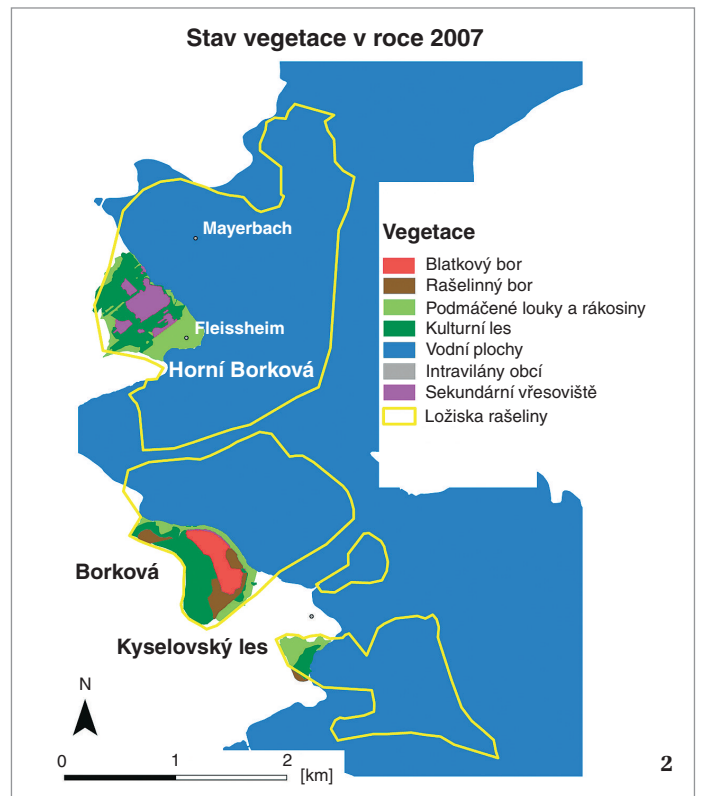 Stav vegetace v roce 2007
Mayerbach
Vegetace
Blatkový bor
Rašelinný bor
Podmáčené louky a rákosiny
Kulturní les
Vodní plochy
Intravilány obcí
Sekundární vřesoviště
Ložiska rašeliny
Fleissheim
Horní Borková
Borková
Kyselovský les
N
0 1 2
[km]
2